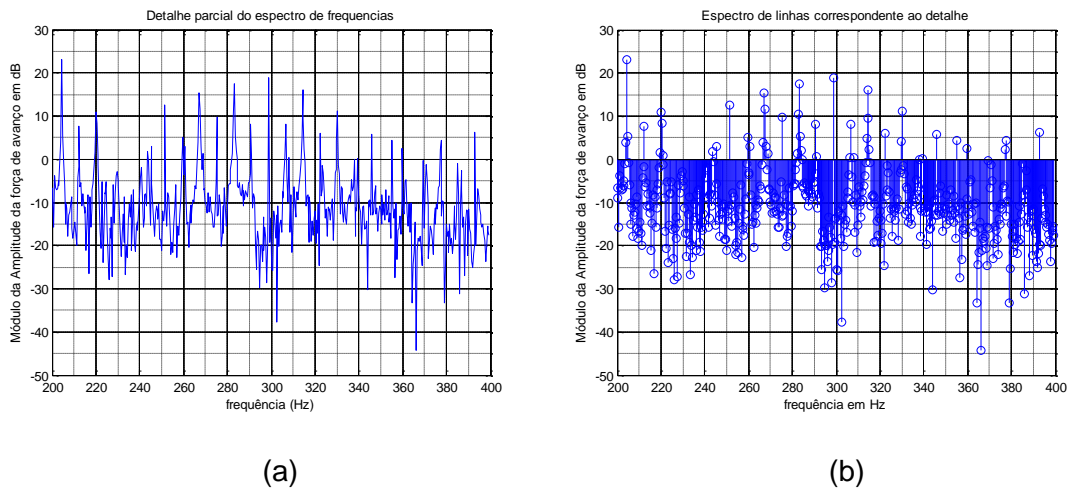 Detalhe parcial do espectro de frequencias
Módulo da Amplitude da força de avanço em dB
30
20
10
0
-10
-20
-30
-40
-50
200 220 240 260 280 300 320 340 360 380 400
frequência (Hz)
(a)
Espectro de linhas correspondente ao detalhe
Módulo da Amplitude da força de avanço em dB
30
20
10
0
-10
-20
-30
-40
-50
200 220 240 260 280 300 320 340 360 380 400
frequência em Hz
(b)